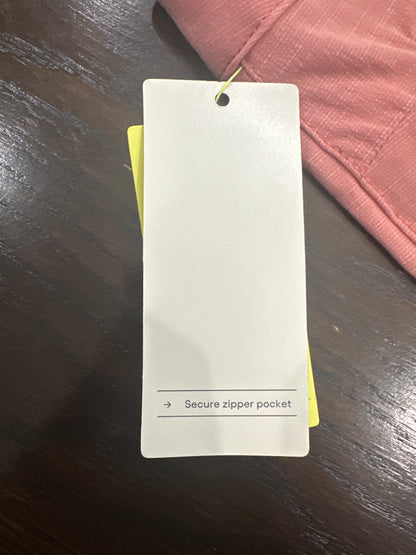 → Secure zipper pocket